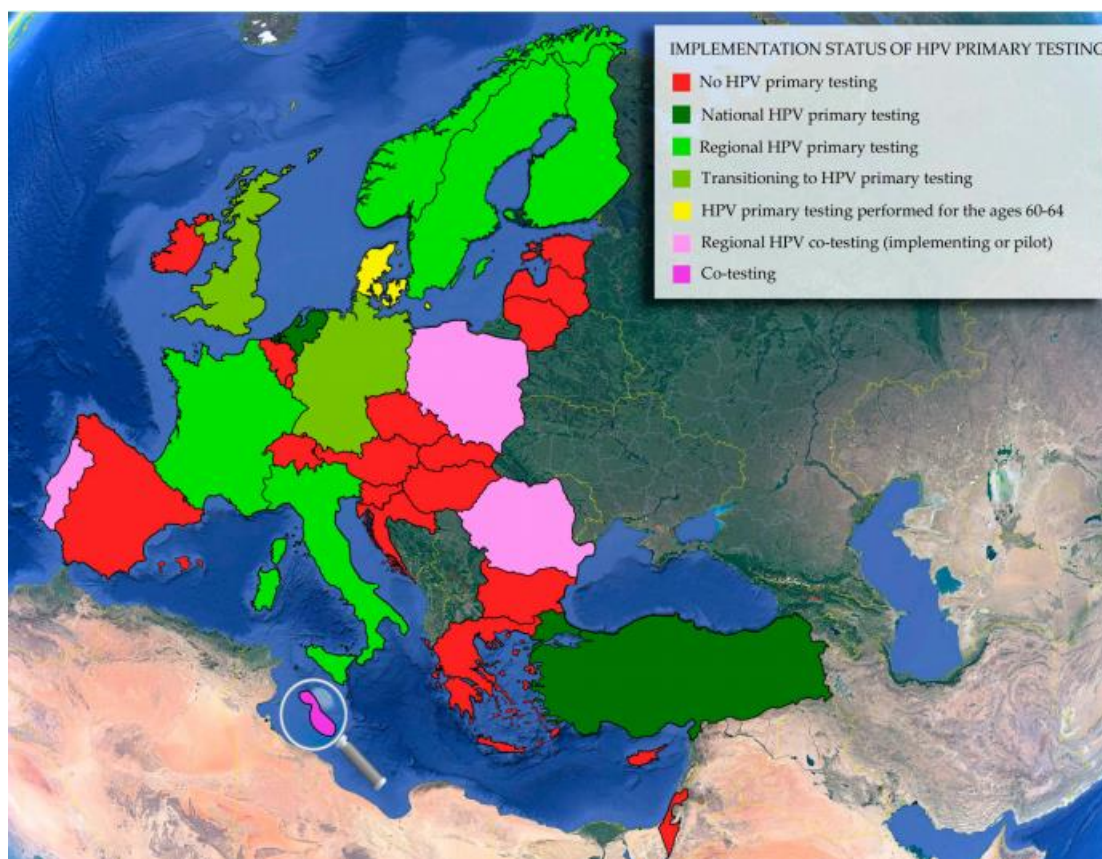 IMPLEMENTATION STATUS OF HPV PRIMARY TESTING
No HPV primary testing
National HPV primary testing
Regional HPV primary testing
Transitioning to HPV primary testing
HPV primary testing performed for the ages 60-64
Regional HPV co-testing (implementing or pilot)
Co-testing